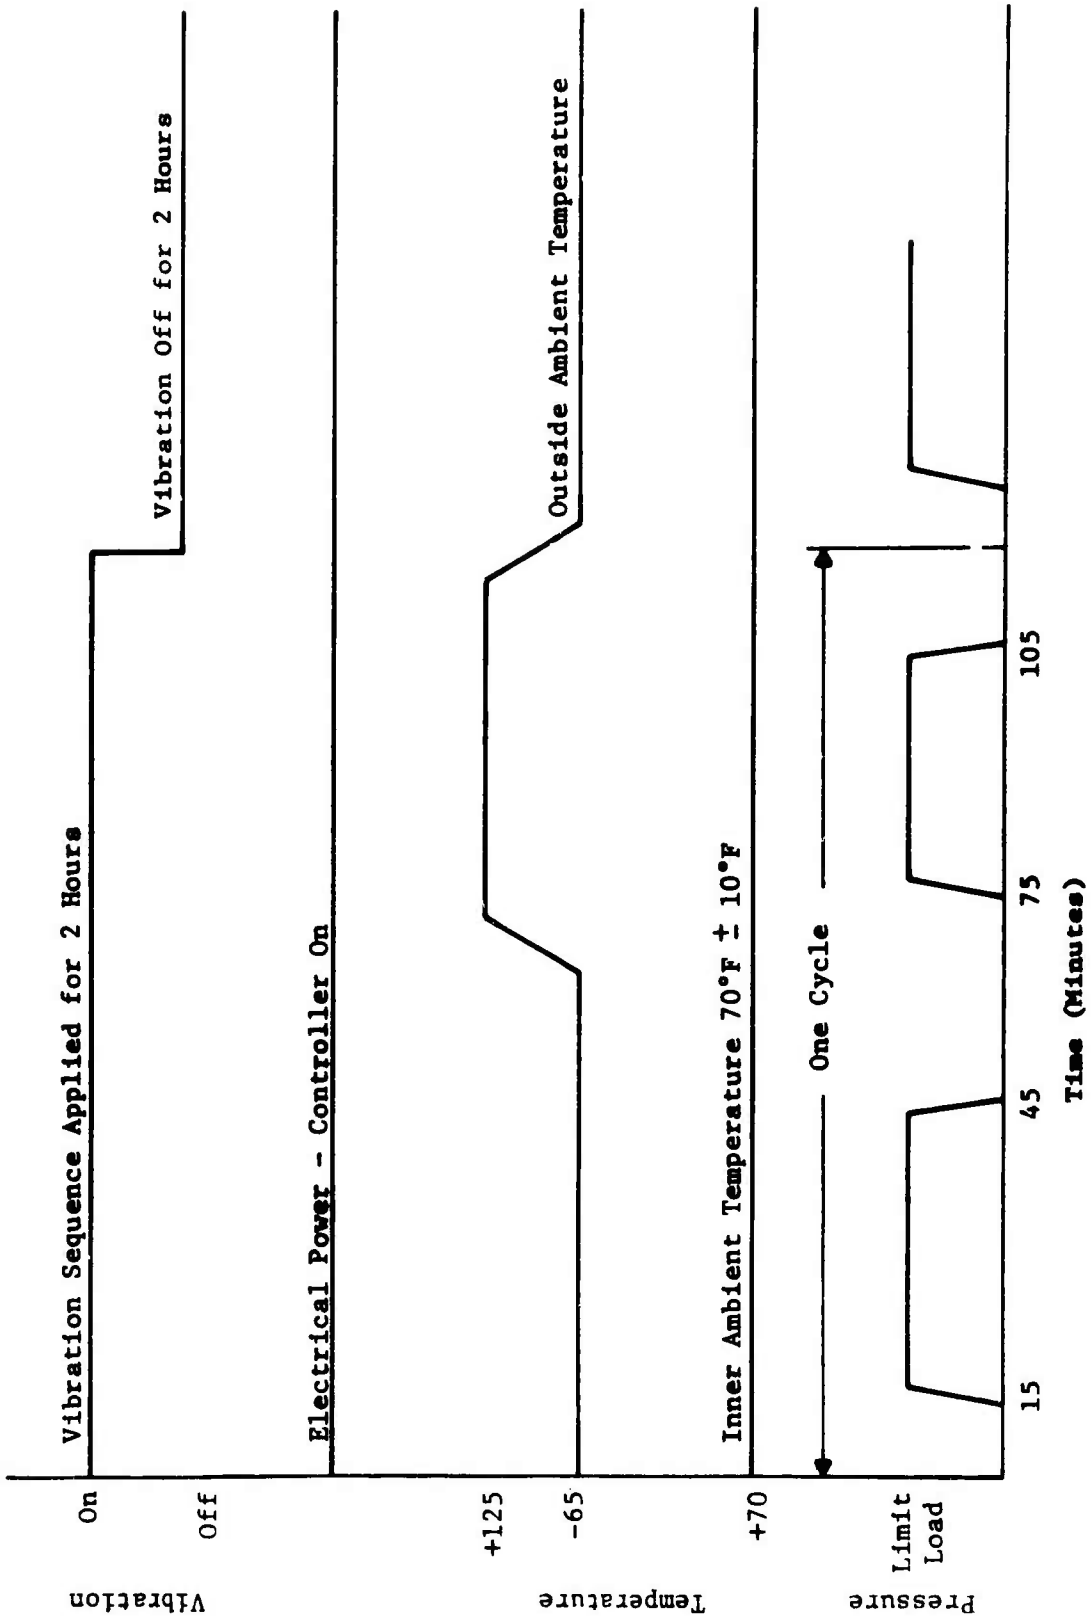 Vibration
On
Off
Vibration Sequence Applied for 2 Hours
Vibration Off for 2 Hours
Electrical Power - Controller On
Temperature
+125
-65
Outside Ambient Temperature
+70
Inner Ambient Temperature 70°F ± 10°F
One Cycle
Pressure
Limit
Load
15
45
75
105
Time (Minutes)